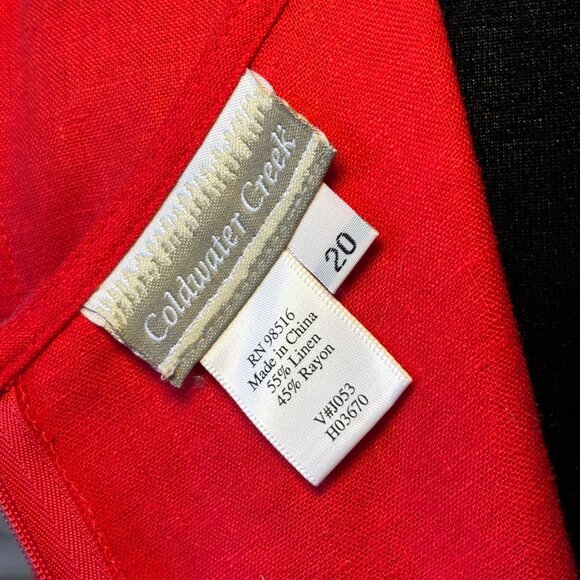 Coldwater Creek
20
RN 98516
Made in China
55% Linen
45% Rayon
V#I053
H03670